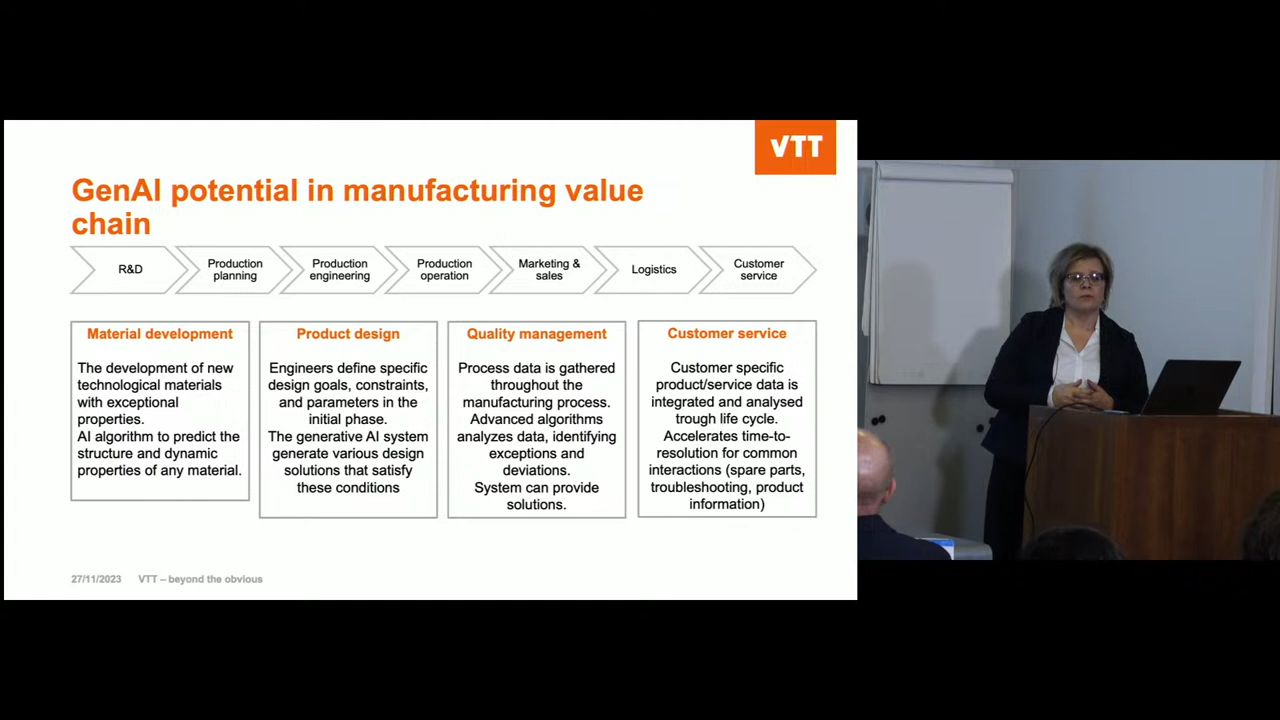 VTT
GenAI potential in manufacturing value
chain
R&D
Production
planning
Production
engineering
Production
operation
Marketing &
sales
Logistics
Customer
service
Material development
The development of new
technological materials
with exceptional
properties.
AI algorithm to predict the
structure and dynamic
properties of any material.
Product design
Engineers define specific
design goals, constraints,
and parameters in the
initial phase.
The generative AI system
generate various design
solutions that satisfy
these conditions
Quality management
Process data is gathered
throughout the
manufacturing process.
Advanced algorithms
analyzes data, identifying
exceptions and
deviations.
System can provide
solutions.
Customer service
Customer specific
product/service data is
integrated and analysed
trough life cycle.
Accelerates time-to-
resolution for common
interactions (spare parts,
troubleshooting, product
information)
27/11/2023 VTT – beyond the obvious